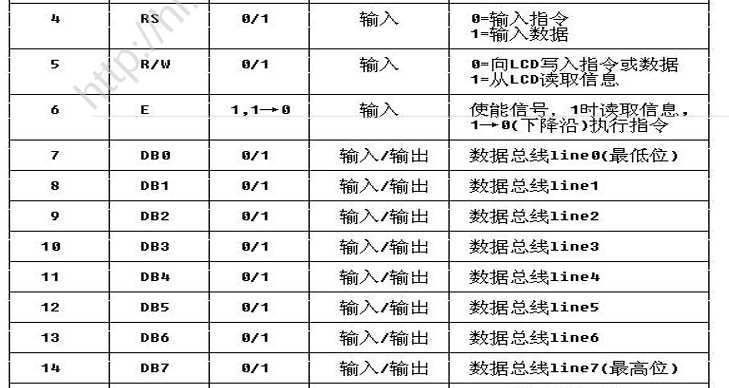 4 RS 0/1 输入 0=输入指令
1=输入数据
5 R/W 0/1 输入 0=向LCD写入指令或数据
1=从LCD读取信息
6 E 1,1→0 输入 使能信号，1时读取信息，
1→0(下降沿)执行指令
7 DB0 0/1 输入/输出 数据总线line0(最低位)
8 DB1 0/1 输入/输出 数据总线line1
9 DB2 0/1 输入/输出 数据总线line2
10 DB3 0/1 输入/输出 数据总线line3
11 DB4 0/1 输入/输出 数据总线line4
12 DB5 0/1 输入/输出 数据总线line5
13 DB6 0/1 输入/输出 数据总线line6
14 DB7 0/1 输入/输出 数据总线line7(最高位)